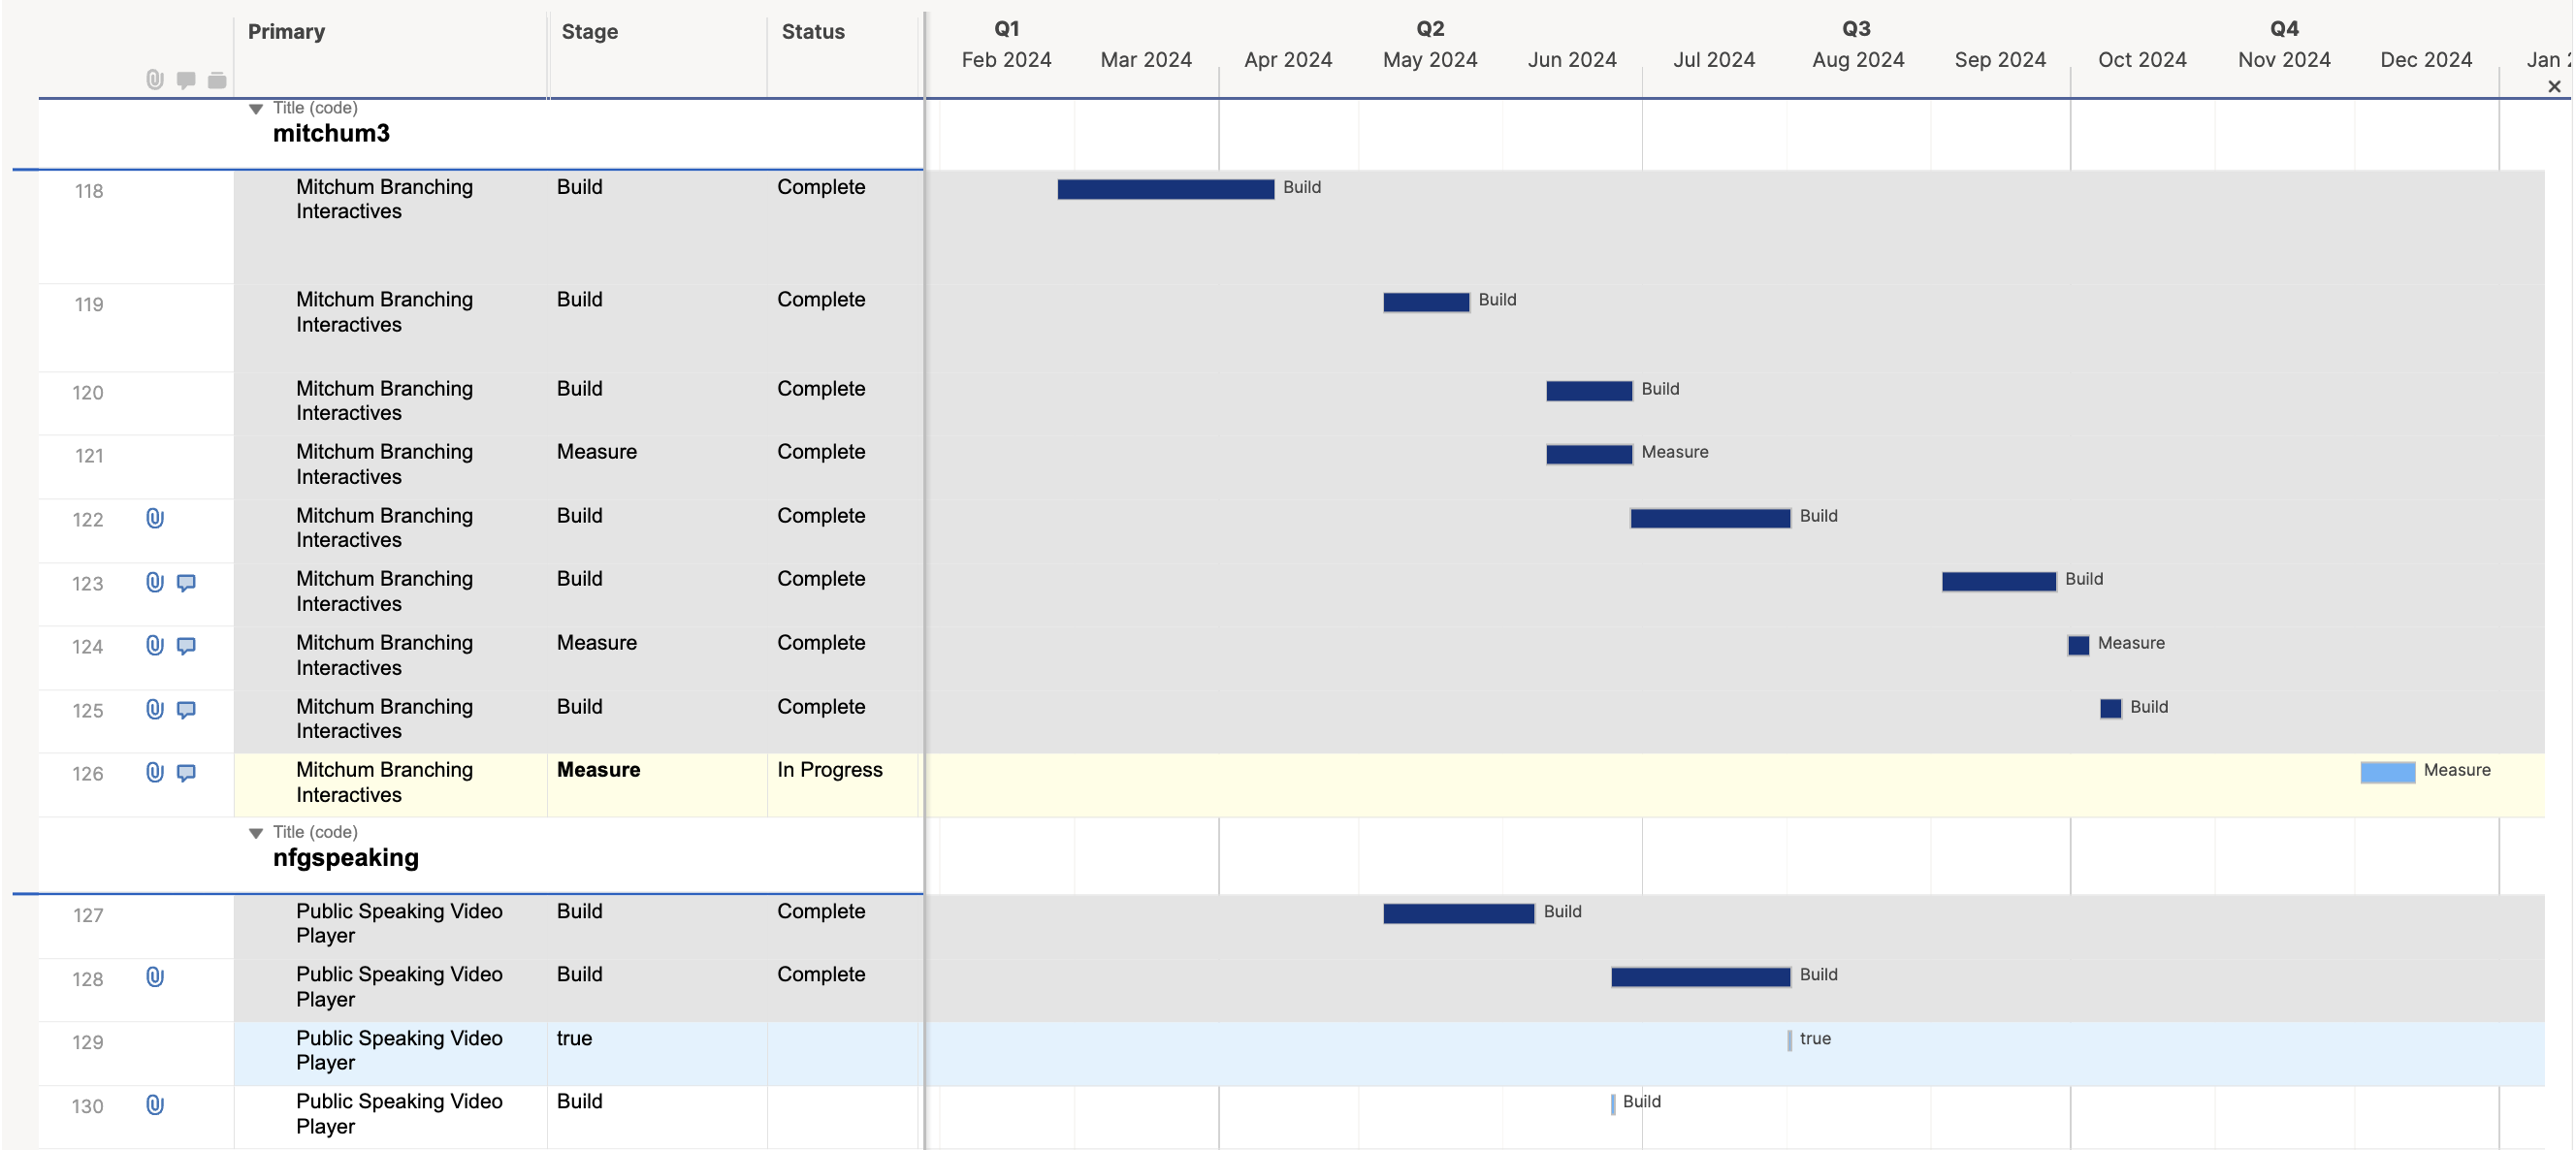 Primary
Stage
Status
Q1
Q2
Q3
Q4
Feb 2024
Mar 2024
Apr 2024
May 2024
Jun 2024
Jul 2024
Aug 2024
Sep 2024
Oct 2024
Nov 2024
Dec 2024
Jan
Title (code)
mitchum3
118
Mitchum Branching
Interactives
Build
Complete
Build
119
Mitchum Branching
Interactives
Build
Complete
Build
120
Mitchum Branching
Interactives
Build
Complete
Build
121
Mitchum Branching
Interactives
Measure
Complete
Measure
122
Mitchum Branching
Interactives
Build
Complete
Build
123
Mitchum Branching
Interactives
Build
Complete
Build
124
Mitchum Branching
Interactives
Measure
Complete
Measure
125
Mitchum Branching
Interactives
Build
Complete
Build
126
Mitchum Branching
Interactives
Measure
In Progress
Measure
Title (code)
nfgspeaking
127
Public Speaking Video
Player
Build
Complete
Build
128
Public Speaking Video
Player
Build
Complete
Build
129
Public Speaking Video
Player
true
true
130
Public Speaking Video
Player
Build
Build